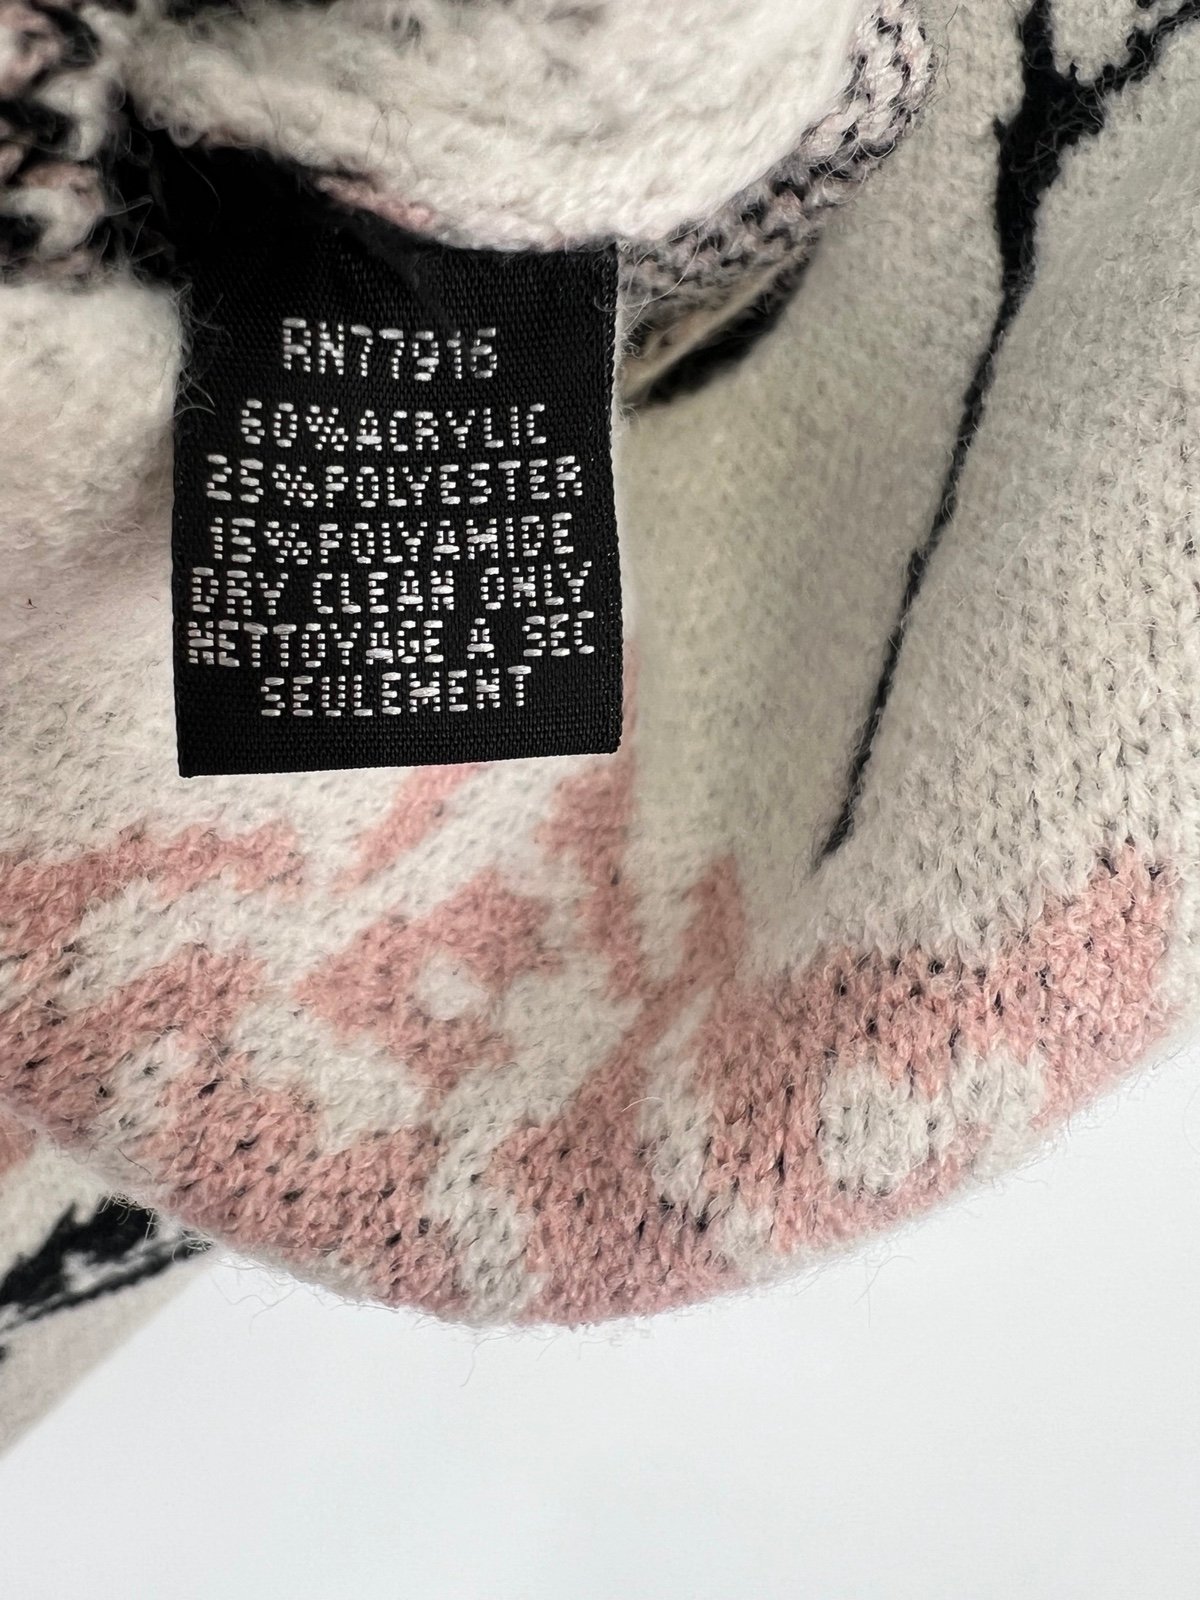 RN77916
60%ACRYLIC
25%POLYESTER
15%POLYAMIDE
DRY CLEAN ONLY
NETTOYAGE A SEC
SEULEMENT